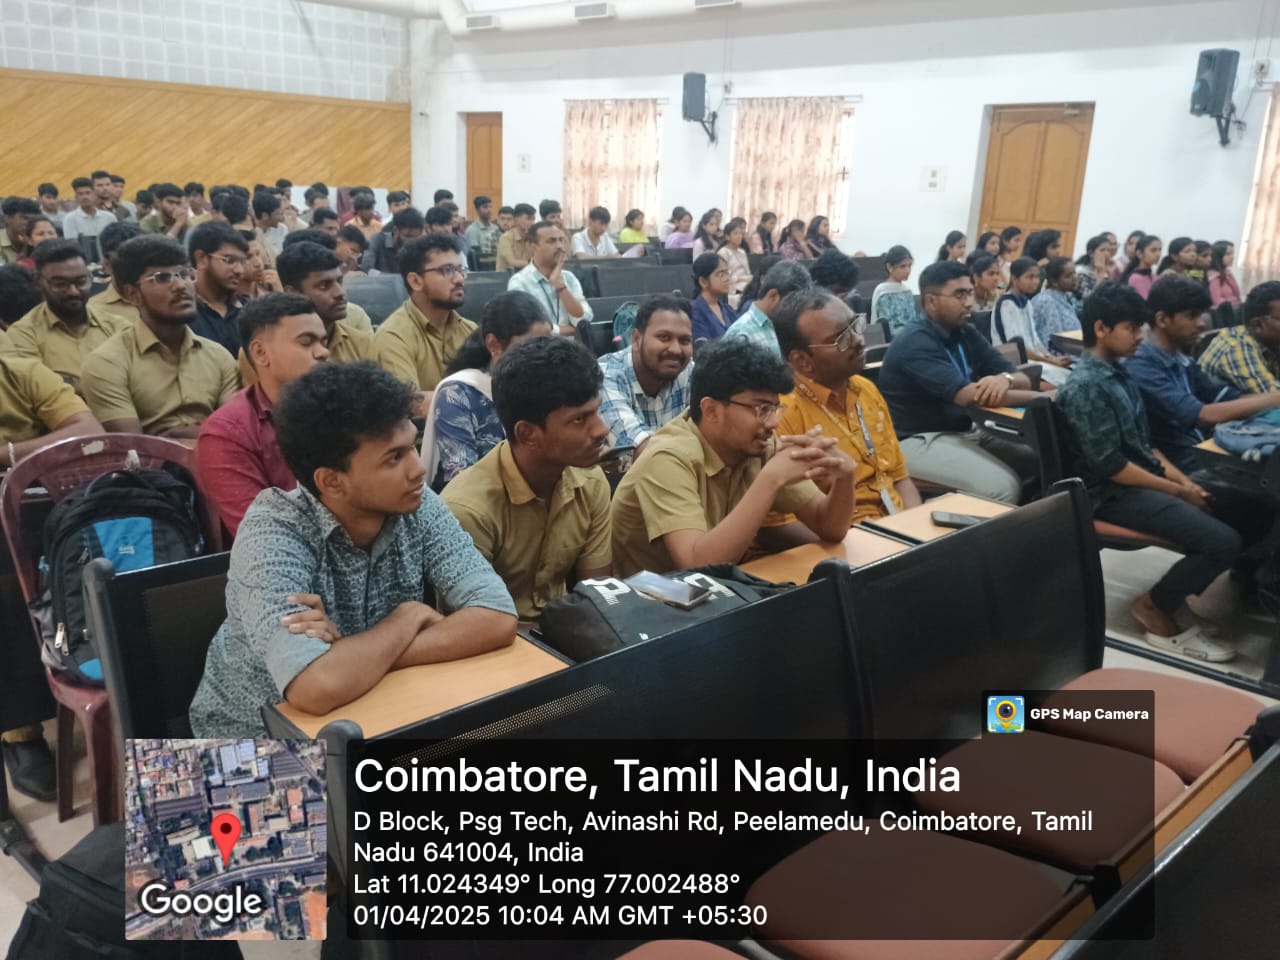 GPS Map Camera
Coimbatore, Tamil Nadu, India
D Block, Psg Tech, Avinashi Rd, Peelamedu, Coimbatore, Tamil
Nadu 641004, India
Lat 11.024349° Long 77.002488°
01/04/2025 10:04 AM GMT +05:30
Google